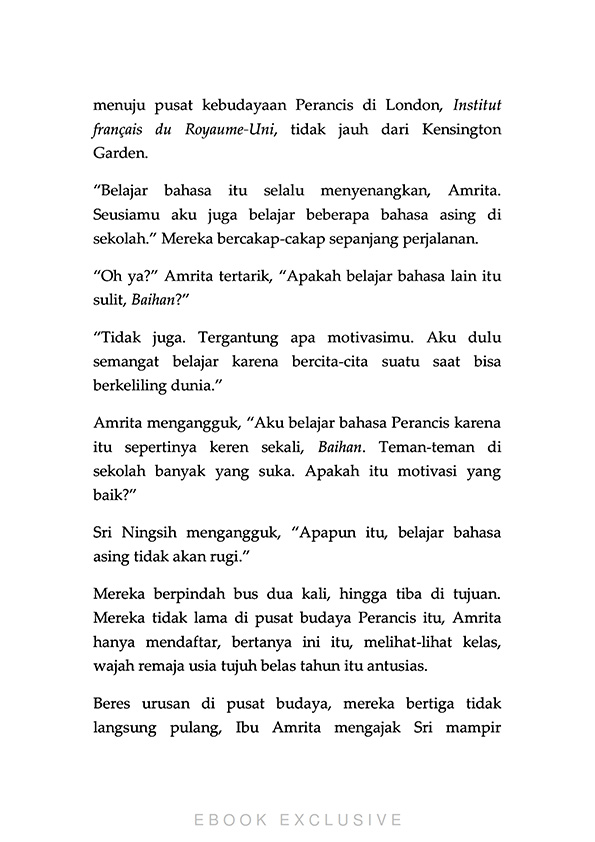 menuju pusat kebudayaan Perancis di London, Institut
français du Royaume-Uni, tidak jauh dari Kensington
Garden.
“Belajar bahasa itu selalu menyenangkan, Amrita.
Seusiamu aku juga belajar beberapa bahasa asing di
sekolah.” Mereka bercakap-cakap sepanjang perjalanan.
“Oh ya?” Amrita tertarik, “Apakah belajar bahasa lain itu
sulit, Baihan?”
“Tidak juga. Tergantung apa motivasimu. Aku dulu
semangat belajar karena bercita-cita suatu saat bisa
berkeliling dunia.”
Amrita mengangguk, “Aku belajar bahasa Perancis karena
itu sepertinya keren sekali, Baihan. Teman-teman di
sekolah banyak yang suka. Apakah itu motivasi yang
baik?”
Sri Ningsih mengangguk, “Apapun itu, belajar bahasa
asing tidak akan rugi.”
Mereka berpindah bus dua kali, hingga tiba di tujuan.
Mereka tidak lama di pusat budaya Perancis itu, Amrita
hanya mendaftar, bertanya ini itu, melihat-lihat kelas,
wajah remaja usia tujuh belas tahun itu antusias.
Beres urusan di pusat budaya, mereka bertiga tidak
langsung pulang, Ibu Amrita mengajak Sri mampir
EBOOK EXCLUSIVE